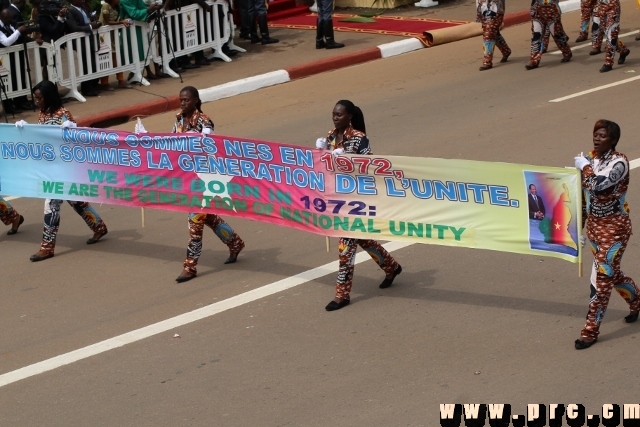 NOUS SOMMES NES EN 1972,
NOUS SOMMES LA GENERATION DE L'UNITE.
WE WERE BORN IN 1972:
WE ARE THE GENERATION OF NATIONAL UNITY
www.prc.cm